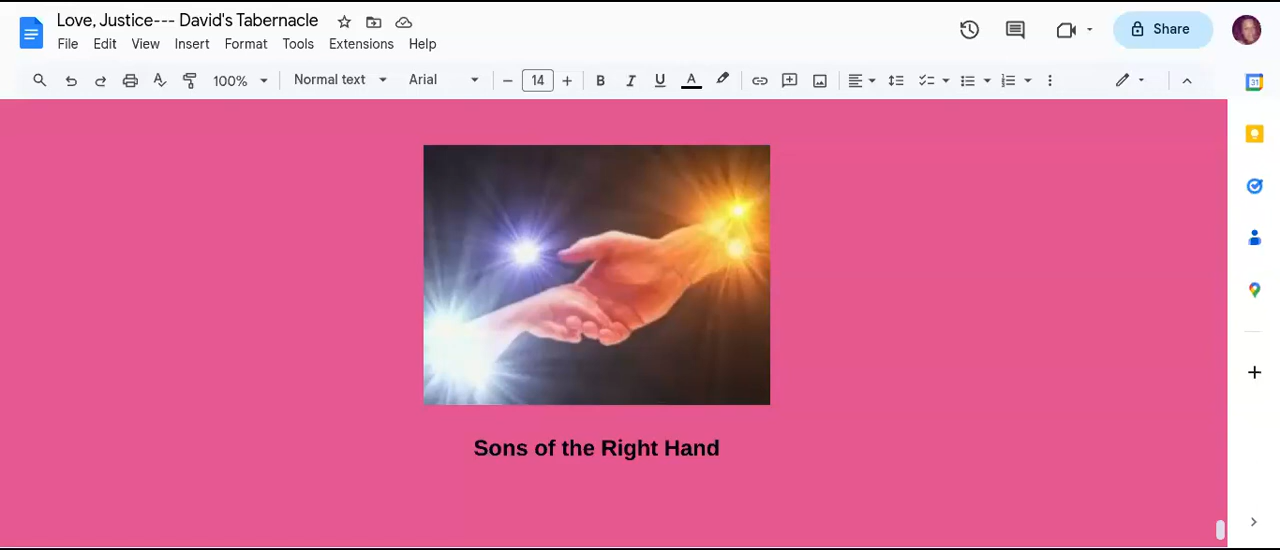 Love, Justice--- David's Tabernacle
File Edit View Insert Format Tools Extensions Help
Share
100% Normal text Arial 14 B I U A
31
Sons of the Right Hand